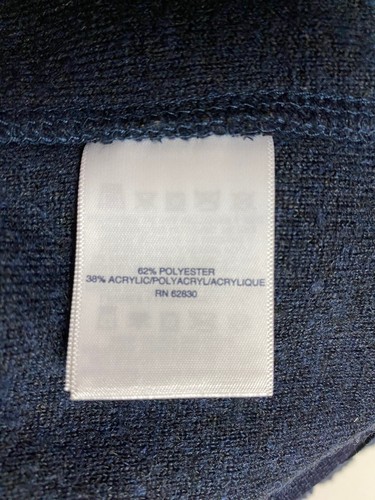 62% POLYESTER
38% ACRYLIC/POLYACRYL/ACRYLIQUE
RN 62830